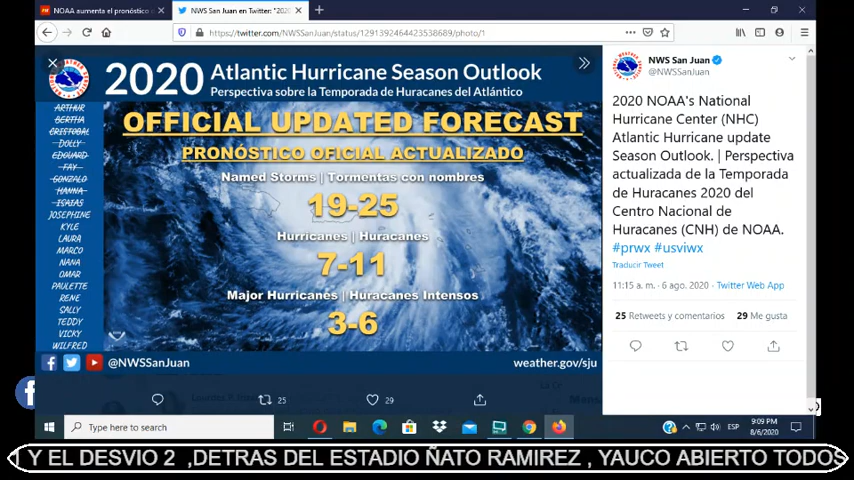 NOAA aumenta el pronóstico
NWS San Juan en Twitter: "2020
https://twitter.com/NWSSanJuan/status/1291392464423538689/photo/1
2020 Atlantic Hurricane Season Outlook
Perspectiva sobre la Temporada de Huracanes del Atlántico
ARTHUR
BERTHA
CRISTOBAL
DOLLY
EDOUARD
FAY
GONZALO
HANNA
ISAIAS
JOSEPHINE
KYLE
LAURA
MARCO
NANA
OMAR
PAULETTE
RENE
SALLY
TEDDY
VICKY
WILFRED
OFFICIAL UPDATED FORECAST
PRONÓSTICO OFICIAL ACTUALIZADO
Named Storms | Tormentas con nombres
19-25
Hurricanes | Huracanes
7-11
Major Hurricanes | Huracanes Intensos
3-6
@NWSSanJuan
weather.gov/sju
25
29
NWS San Juan
@NWSSanJuan
2020 NOAA's National
Hurricane Center (NHC)
Atlantic Hurricane update
Season Outlook. | Perspectiva
actualizada de la Temporada
de Huracanes 2020 del
Centro Nacional de
Huracanes (CNH) de NOAA.
#prwx #usviwx
Traducir Tweet
11:15 a. m. · 6 ago. 2020 · Twitter Web App
25 Retweets y comentarios 29 Me gusta
Type here to search
ESP
9:09 PM
8/6/2020
1 Y EL DESVIO 2 ,DETRAS DEL ESTADIO ÑATO RAMIREZ , YAUCO ABIERTO TODOS